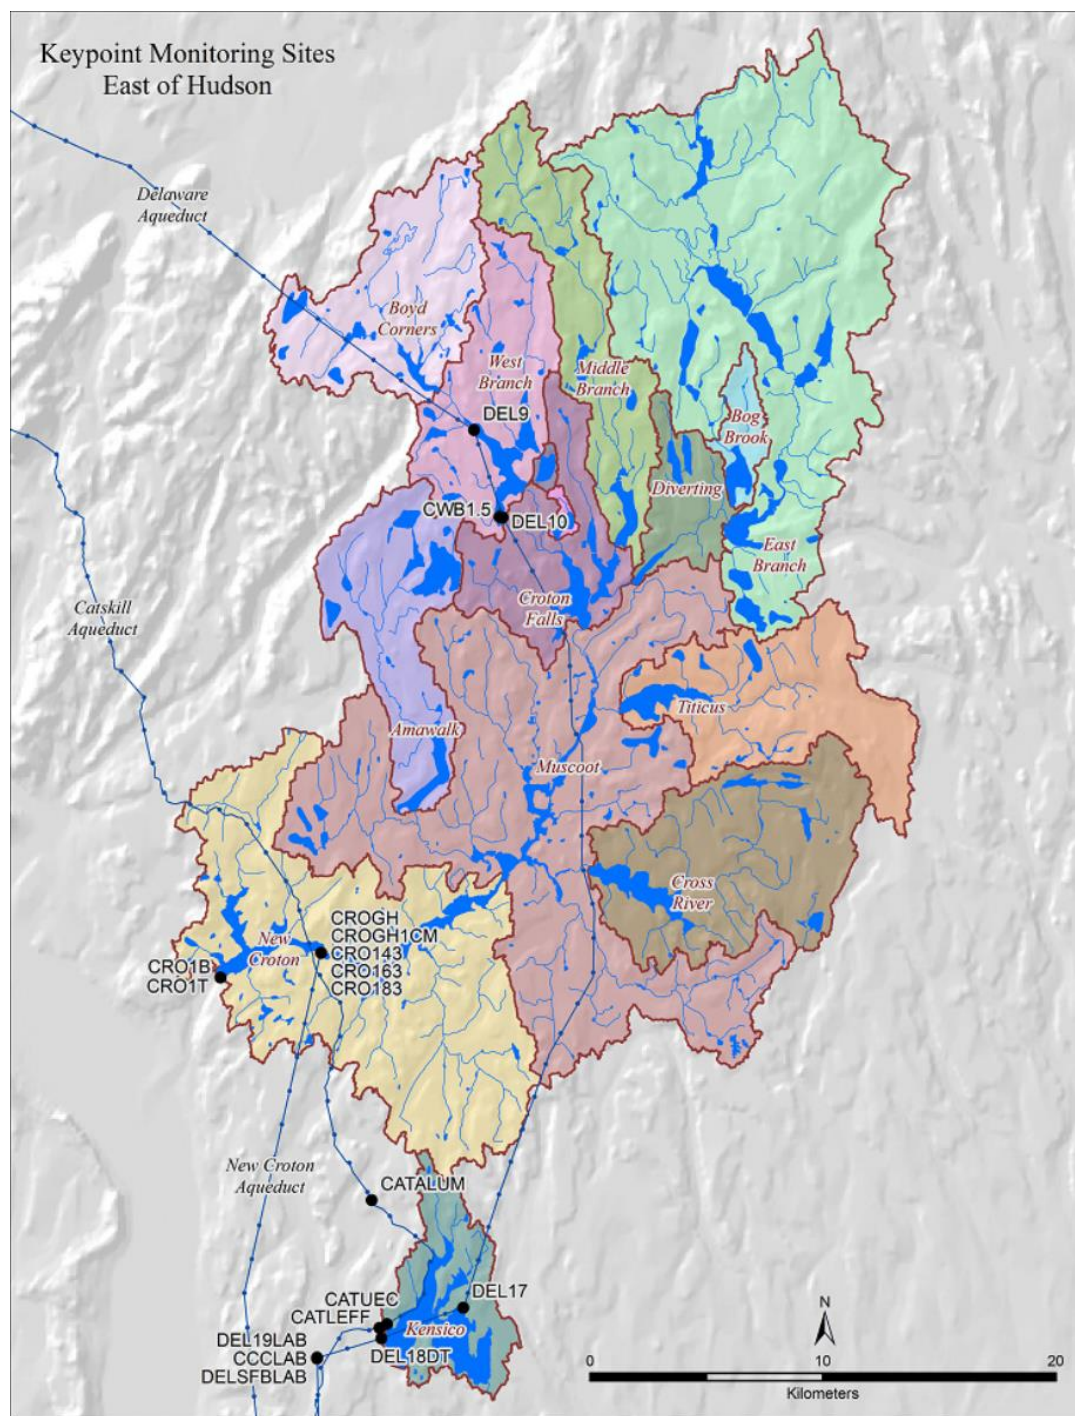 Keypoint Monitoring Sites
East of Hudson
Delaware
Aqueduct
Boyd
Corners
West
Branch
Middle
Branch
DEL9
Bog
Brook
Diverting
CWB1.5
DEL10
East
Branch
Catskill
Aqueduct
Croton
Falls
Titicus
Amawalk
Muscoot
Cross
River
CROGH
CROGH1CM
CRO143
CRO163
CRO183
New
Croton
CRO1B
CRO1T
New Croton
Aqueduct
CATALUM
DEL17
CATUEC
CATLEFF
Kensico
DEL19LAB
CCCLAB
DELSFBLAB
DEL18DT
N
0
10
20
Kilometers